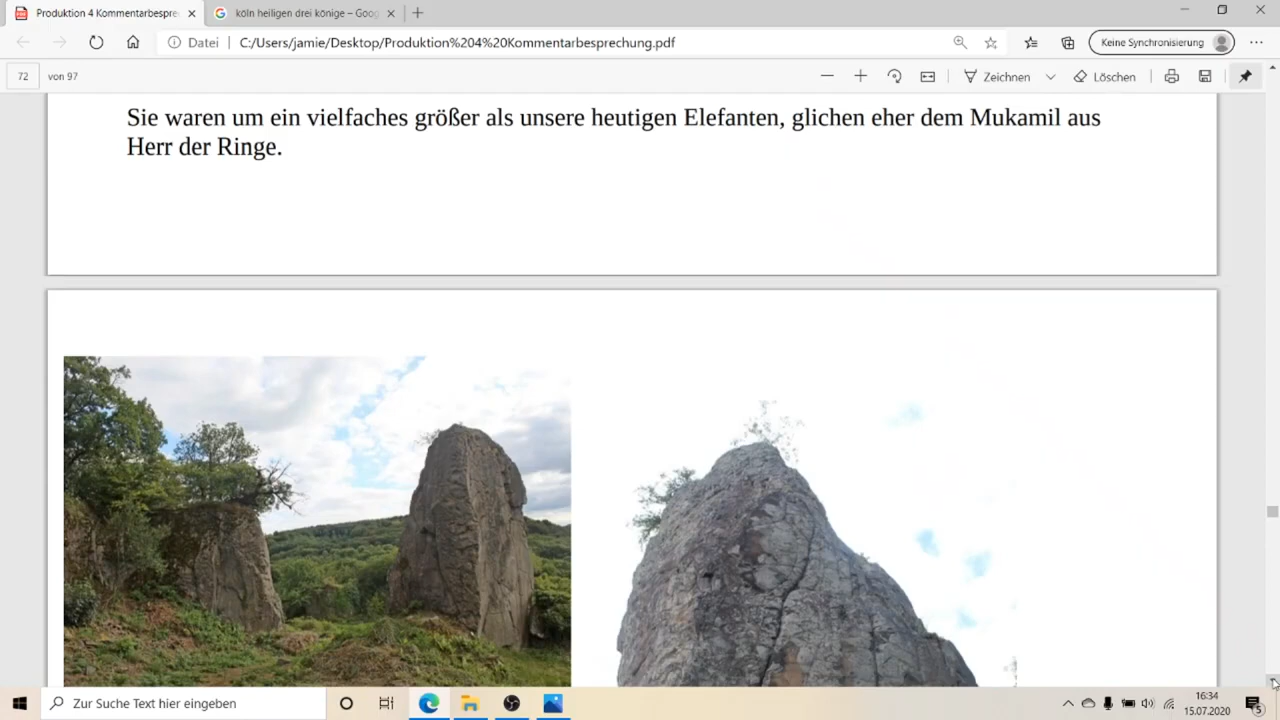 Produktion 4 Kommentarbespre
köln heiligen drei könige – Goog
Datei
C:/Users/jamie/Desktop/Produktion%204%20Kommentarbesprechung.pdf
Keine Synchronisierung
72
von 97
Zeichnen
Löschen
Sie waren um ein vielfaches größer als unsere heutigen Elefanten, glichen eher dem Mukamil aus
Herr der Ringe.
Zur Suche Text hier eingeben
16:34
15.07.2020
5